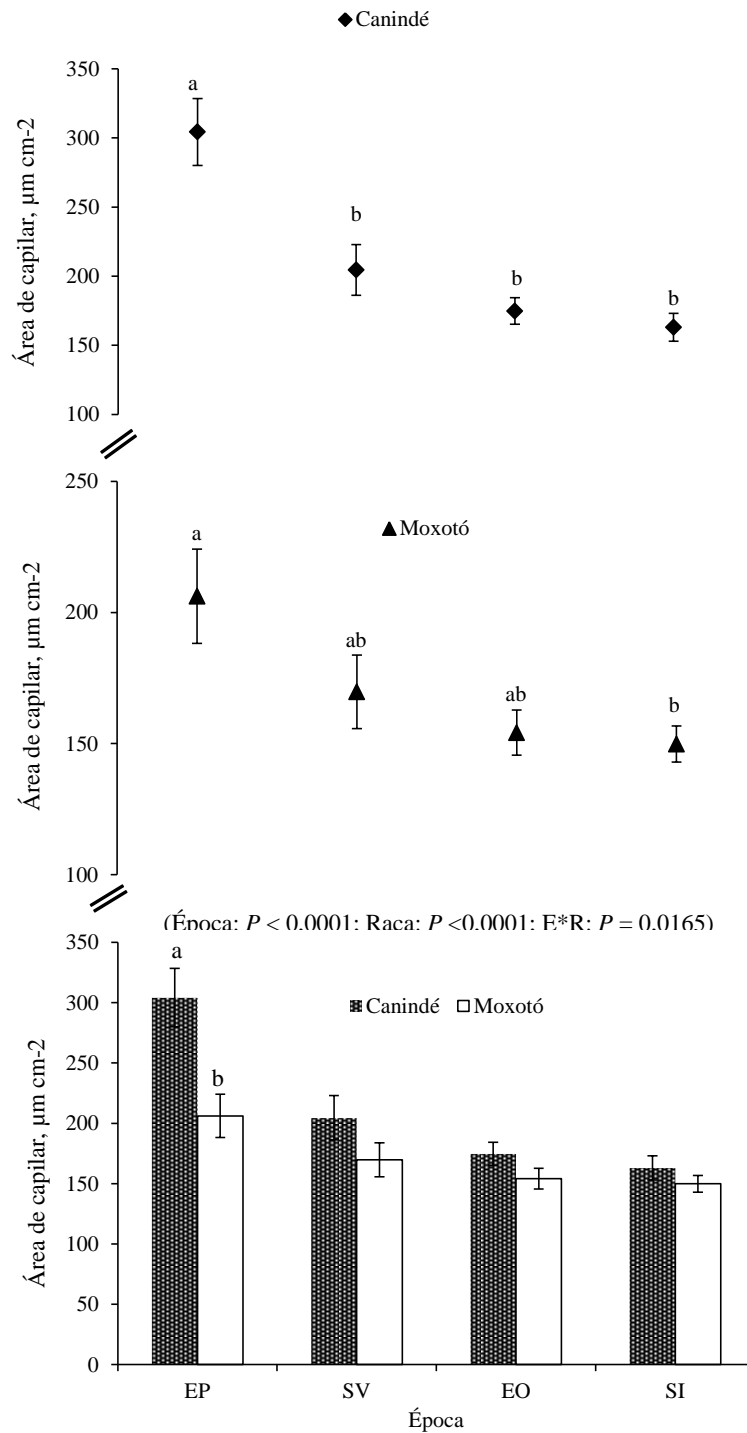 Canindé
350
300
250
200
150
100
Área de capilar, µm cm-2
a
b
b
b
250
200
150
100
Área de capilar, µm cm-2
Moxotó
a
ab
ab
b
(Época: P < 0.0001; Raça: P <0.0001; E*R: P = 0.0165)
350
300
250
200
150
100
50
0
Área de capilar, µm cm-2
Canindé Moxotó
a
b
EP SV EO SI
Época